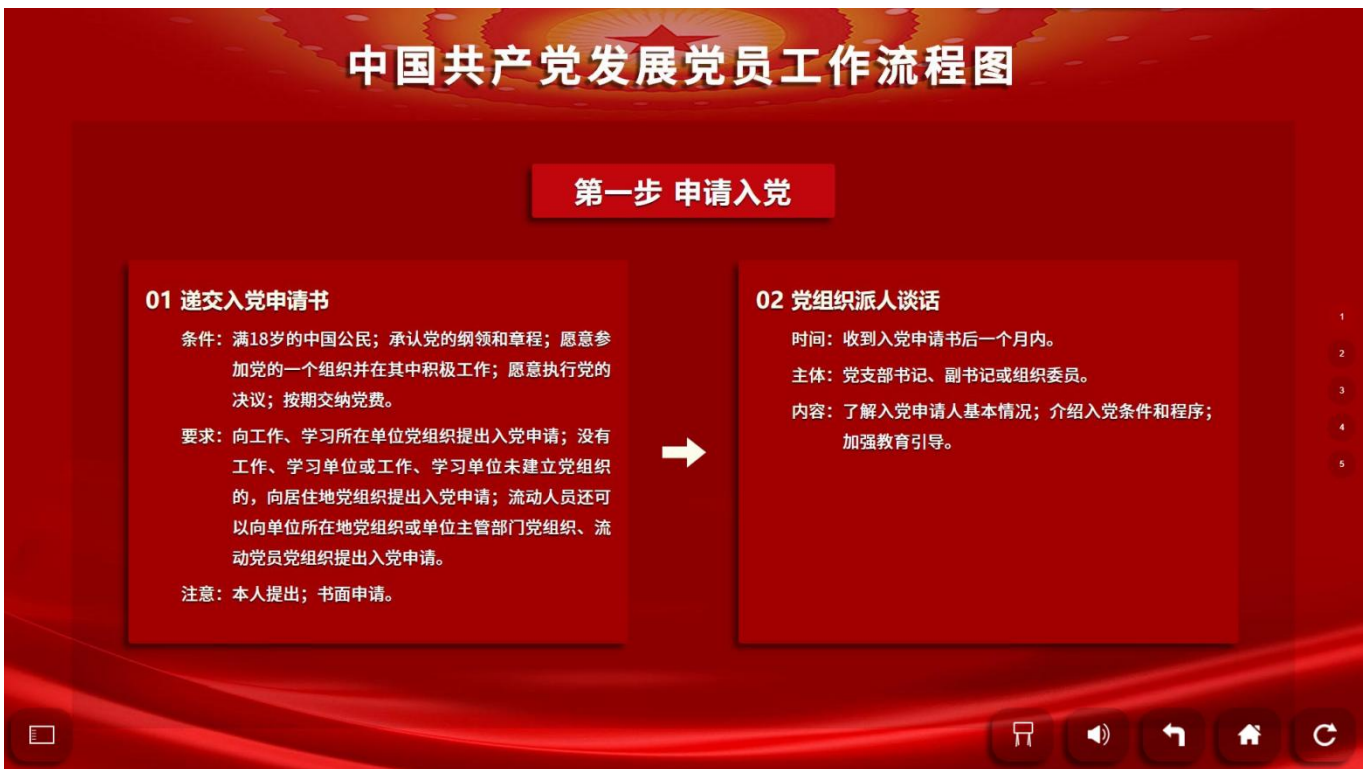 中国共产党发展党员工作流程图
第一步 申请入党
01 递交入党申请书
条件：满18岁的中国公民；承认党的纲领和章程；愿意参
加党的一个组织并在其中积极工作；愿意执行党的
决议；按期交纳党费。
要求：向工作、学习所在单位党组织提出入党申请；没有
工作、学习单位或工作、学习单位未建立党组织
的，向居住地党组织提出入党申请；流动人员还可
以向单位所在地党组织或单位主管部门党组织、流
动党员党组织提出入党申请。
注意：本人提出；书面申请。
02 党组织派人谈话
时间：收到入党申请书后一个月内。
主体：党支部书记、副书记或组织委员。
内容：了解入党申请人基本情况；介绍入党条件和程序；
加强教育引导。
1
2
3
4
5